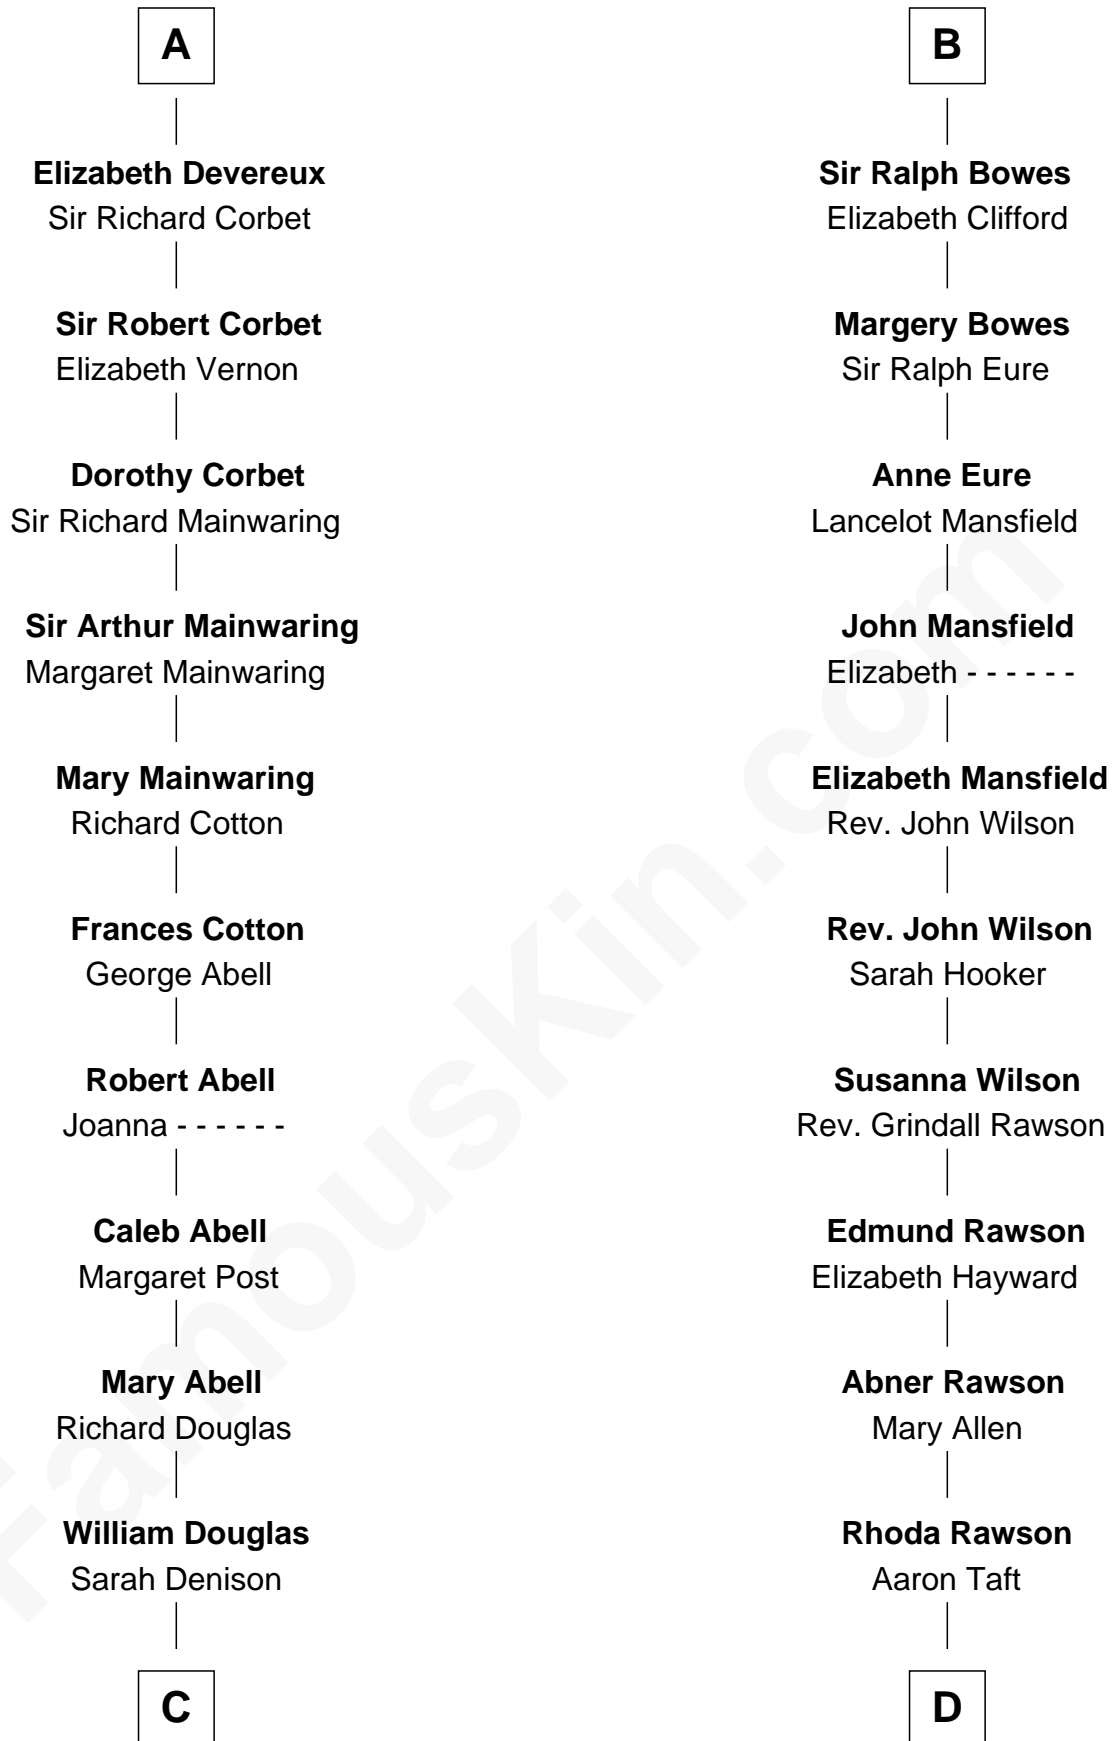 A
Elizabeth Devereux
Sir Richard Corbet
Sir Robert Corbet
Elizabeth Vernon
Dorothy Corbet
Sir Richard Mainwaring
Sir Arthur Mainwaring
Margaret Mainwaring
Mary Mainwaring
Richard Cotton
Frances Cotton
George Abell
Robert Abell
Joanna - - - - - -
Caleb Abell
Margaret Post
Mary Abell
Richard Douglas
William Douglas
Sarah Denison
C
B
Sir Ralph Bowes
Elizabeth Clifford
Margery Bowes
Sir Ralph Eure
Anne Eure
Lancelot Mansfield
John Mansfield
Elizabeth - - - - - -
Elizabeth Mansfield
Rev. John Wilson
Rev. John Wilson
Sarah Hooker
Susanna Wilson
Rev. Grindall Rawson
Edmund Rawson
Elizabeth Hayward
Abner Rawson
Mary Allen
Rhoda Rawson
Aaron Taft
D
FamousKin.com